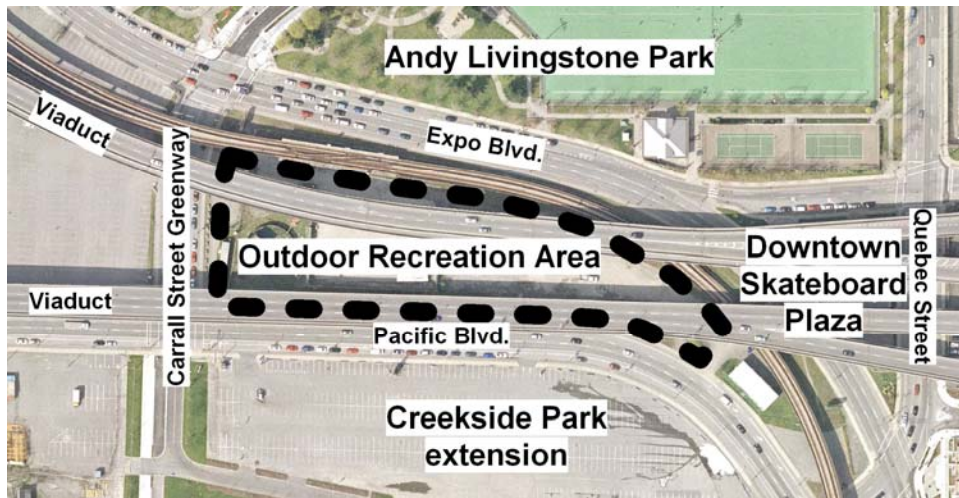 Andy Livingstone Park
Viaduct
Expo Blvd.
Carrall Street Greenway
Outdoor Recreation Area
Downtown
Skateboard
Plaza
Quebec Street
Viaduct
Pacific Blvd.
Creekside Park
extension